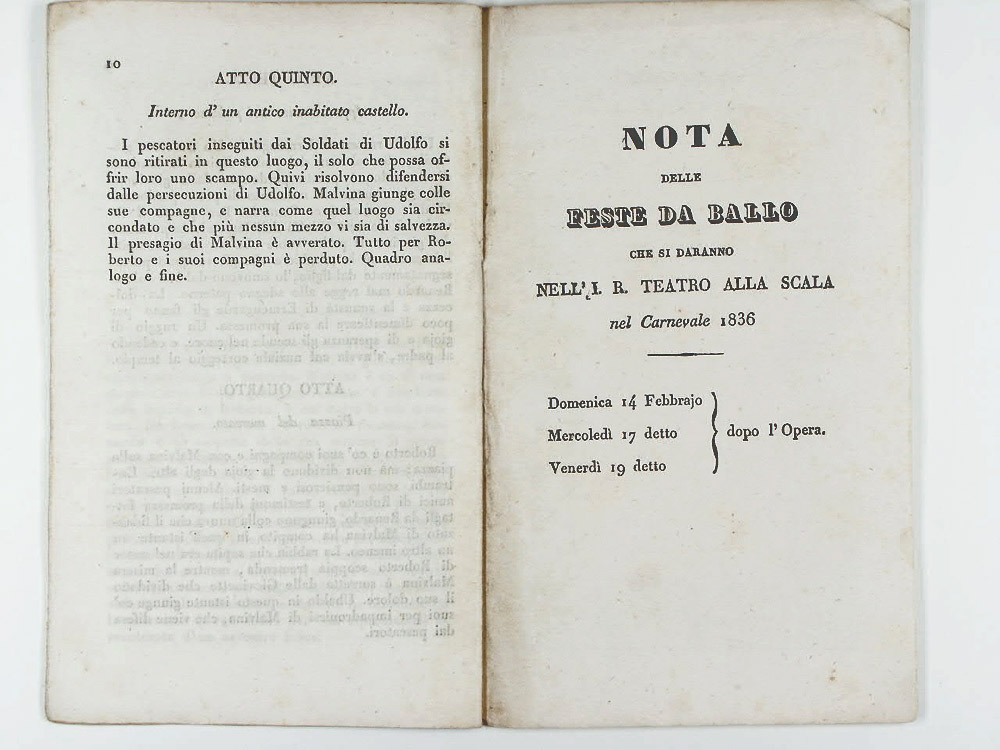 10
ATTO QUINTO.
Interno d' un antico inabitato castello.
I pescatori inseguiti dai Soldati di Udolfo si
sono ritirati in questo luogo, il solo che possa of-
frir loro uno scampo. Quivi risolvono difendersi
dalle persecuzioni di Udolfo. Malvina giunge colle
sue compagne, e narra come quel luogo sia cir-
condato e che più nessun mezzo vi sia di salvezza.
Il presagio di Malvina è avverato. Tutto per Ro-
berto e i suoi compagni è perduto. Quadro ana-
logo e fine.
NOTA
DELLE
FESTE DA BALLO
CHE SI DARANNO
NELL' I. R. TEATRO ALLA SCALA
nel Carnevale 1836
Domenica 14 Febbrajo
Mercoledì 17 detto
dopo l' Opera.
Venerdì 19 detto